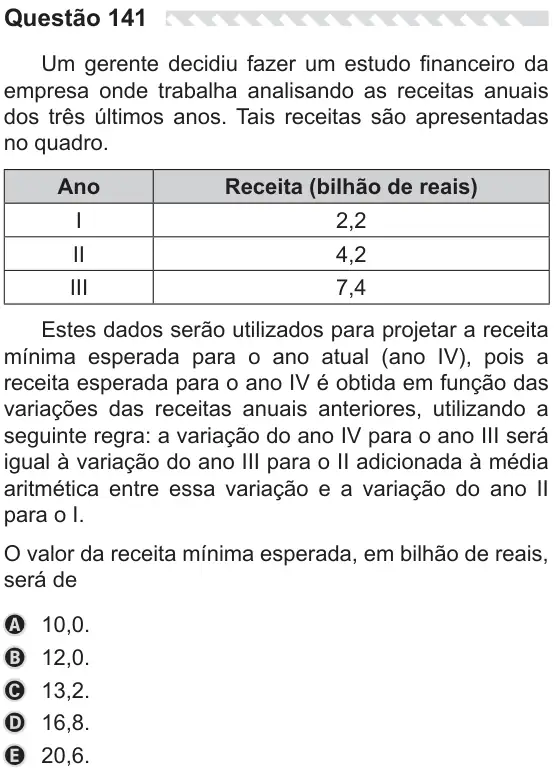 Questão 141
Um gerente decidiu fazer um estudo financeiro da
empresa onde trabalha analisando as receitas anuais
dos três últimos anos. Tais receitas são apresentadas
no quadro.
Ano Receita (bilhão de reais)
I 2,2
II 4,2
III 7,4
Estes dados serão utilizados para projetar a receita
mínima esperada para o ano atual (ano IV), pois a
receita esperada para o ano IV é obtida em função das
variações das receitas anuais anteriores, utilizando a
seguinte regra: a variação do ano IV para o ano III será
igual à variação do ano III para o II adicionada à média
aritmética entre essa variação e a variação do ano II
para o I.
O valor da receita mínima esperada, em bilhão de reais,
será de
A 10,0.
B 12,0.
C 13,2.
D 16,8.
E 20,6.